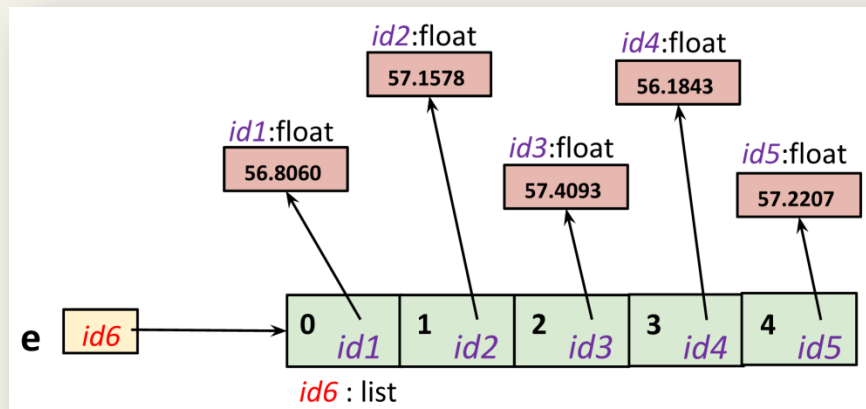 id2:float
57.1578
id4:float
56.1843
id1:float
56.8060
id3:float
57.4093
id5:float
57.2207
e id6
0 id1 1 id2 2 id3 3 id4 4 id5
id6 : list